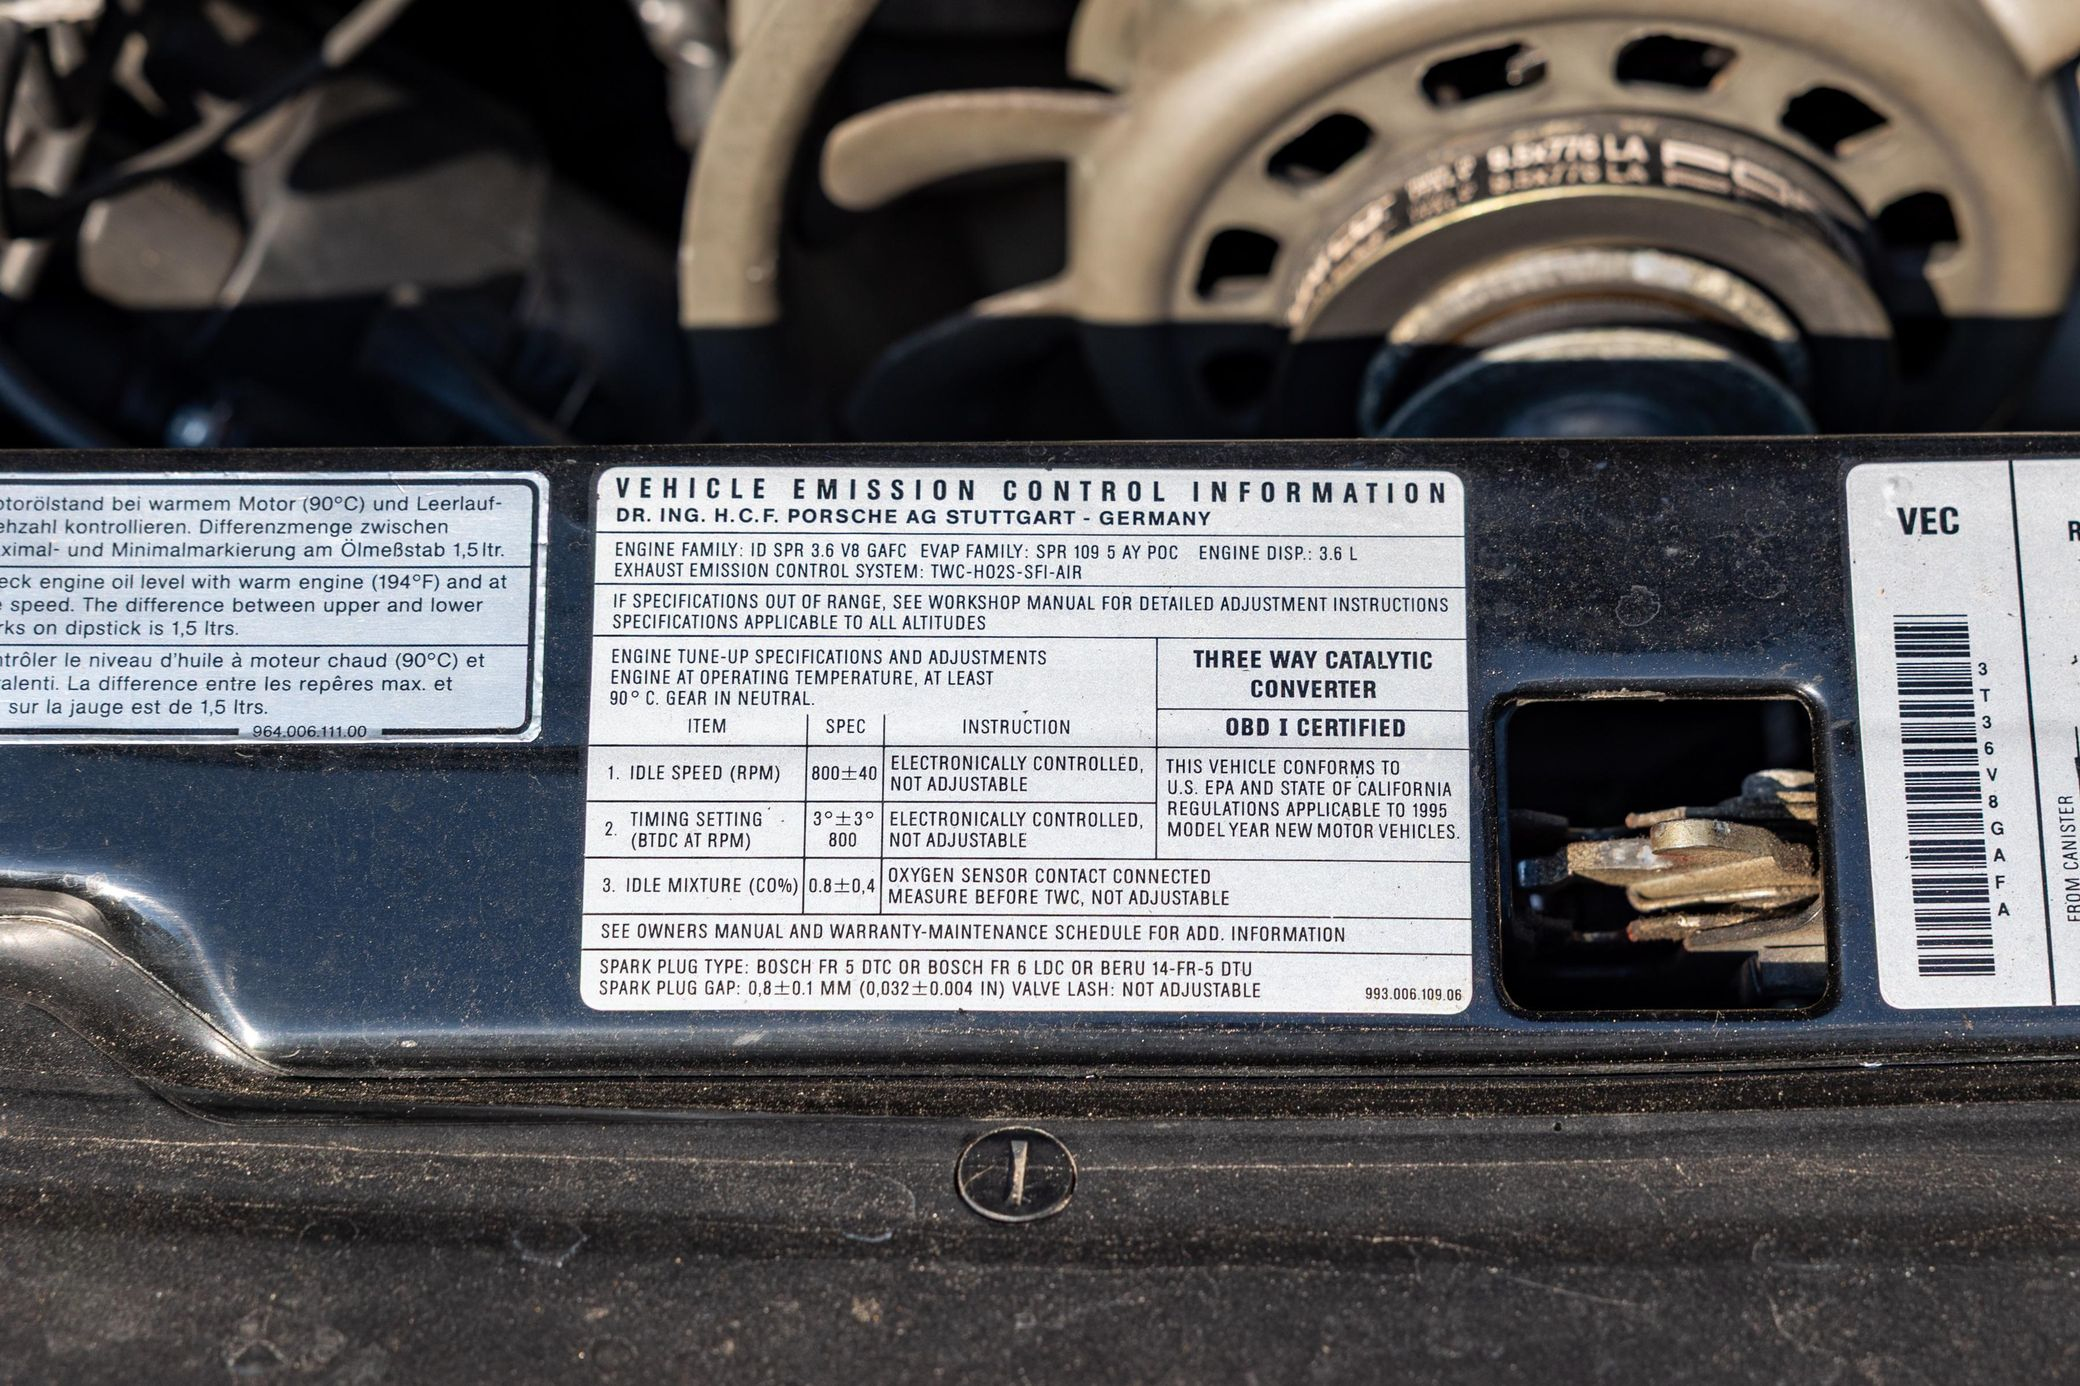 9.5x776 LA
9.5x776 LA
otorölstand bei warmem Motor (90°C) und Leerlauf-
ehzahl kontrollieren. Differenzmenge zwischen
ximal- und Minimalmarkierung am Ölmeßstab 1,5 ltr.
eck engine oil level with warm engine (194°F) and at
e speed. The difference between upper and lower
rks on dipstick is 1,5 ltrs.
ntrôler le niveau d'huile à moteur chaud (90°C) et
ralenti. La difference entre les repêres max. et
sur la jauge est de 1,5 ltrs.
964.006.111.00
VEHICLE EMISSION CONTROL INFORMATION
DR. ING. H.C.F. PORSCHE AG STUTTGART - GERMANY
ENGINE FAMILY: ID SPR 3.6 V8 GAFC EVAP FAMILY: SPR 109 5 AY POC ENGINE DISP.: 3.6 L
EXHAUST EMISSION CONTROL SYSTEM: TWC-HO2S-SFI-AIR
IF SPECIFICATIONS OUT OF RANGE, SEE WORKSHOP MANUAL FOR DETAILED ADJUSTMENT INSTRUCTIONS
SPECIFICATIONS APPLICABLE TO ALL ALTITUDES
ENGINE TUNE-UP SPECIFICATIONS AND ADJUSTMENTS
ENGINE AT OPERATING TEMPERATURE, AT LEAST
90° C. GEAR IN NEUTRAL.
ITEM SPEC INSTRUCTION
1. IDLE SPEED (RPM) 800±40 ELECTRONICALLY CONTROLLED,
NOT ADJUSTABLE
2. TIMING SETTING 3°±3° ELECTRONICALLY CONTROLLED,
(BTDC AT RPM) 800 NOT ADJUSTABLE
3. IDLE MIXTURE (CO%) 0.8±0,4 OXYGEN SENSOR CONTACT CONNECTED
MEASURE BEFORE TWC, NOT ADJUSTABLE
THREE WAY CATALYTIC
CONVERTER
OBD I CERTIFIED
THIS VEHICLE CONFORMS TO
U.S. EPA AND STATE OF CALIFORNIA
REGULATIONS APPLICABLE TO 1995
MODEL YEAR NEW MOTOR VEHICLES.
SEE OWNERS MANUAL AND WARRANTY-MAINTENANCE SCHEDULE FOR ADD. INFORMATION
SPARK PLUG TYPE: BOSCH FR 5 DTC OR BOSCH FR 6 LDC OR BERU 14-FR-5 DTU
SPARK PLUG GAP: 0,8±0.1 MM (0,032±0.004 IN) VALVE LASH: NOT ADJUSTABLE
993.006.109.06
VEC
3T36V8GAFA
R
FROM CANISTER